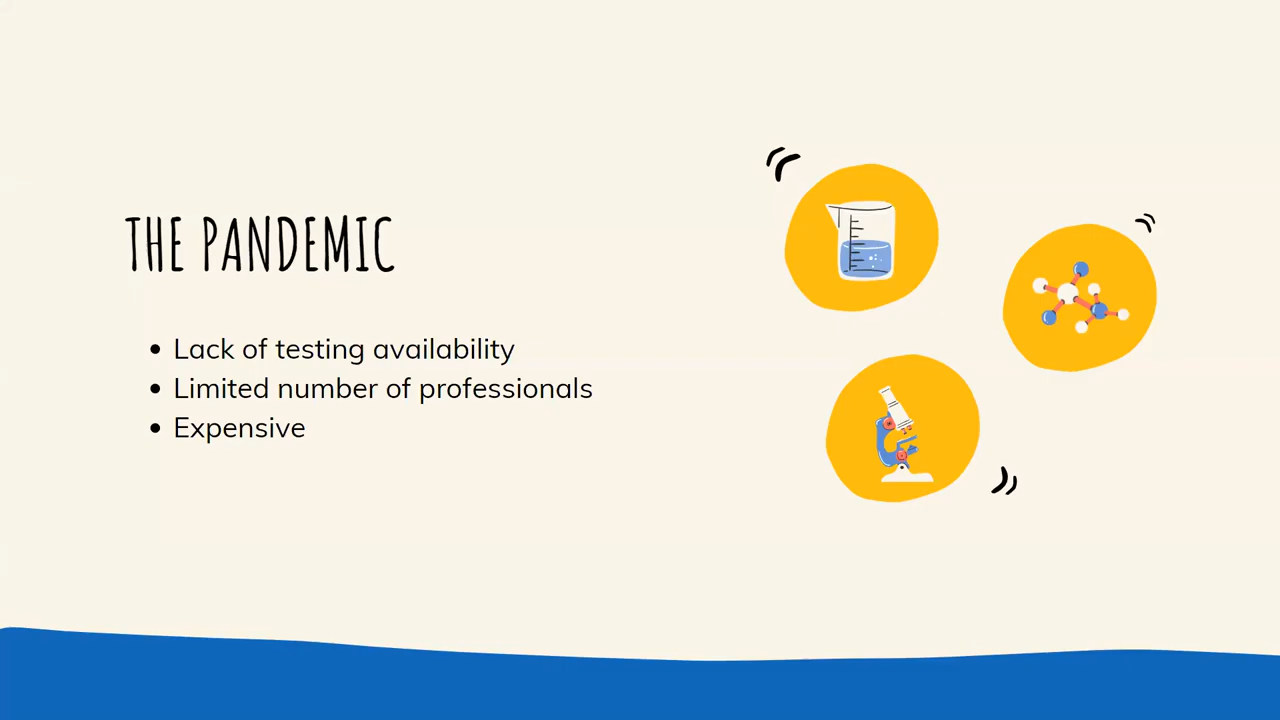 THE PANDEMIC
• Lack of testing availability
• Limited number of professionals
• Expensive